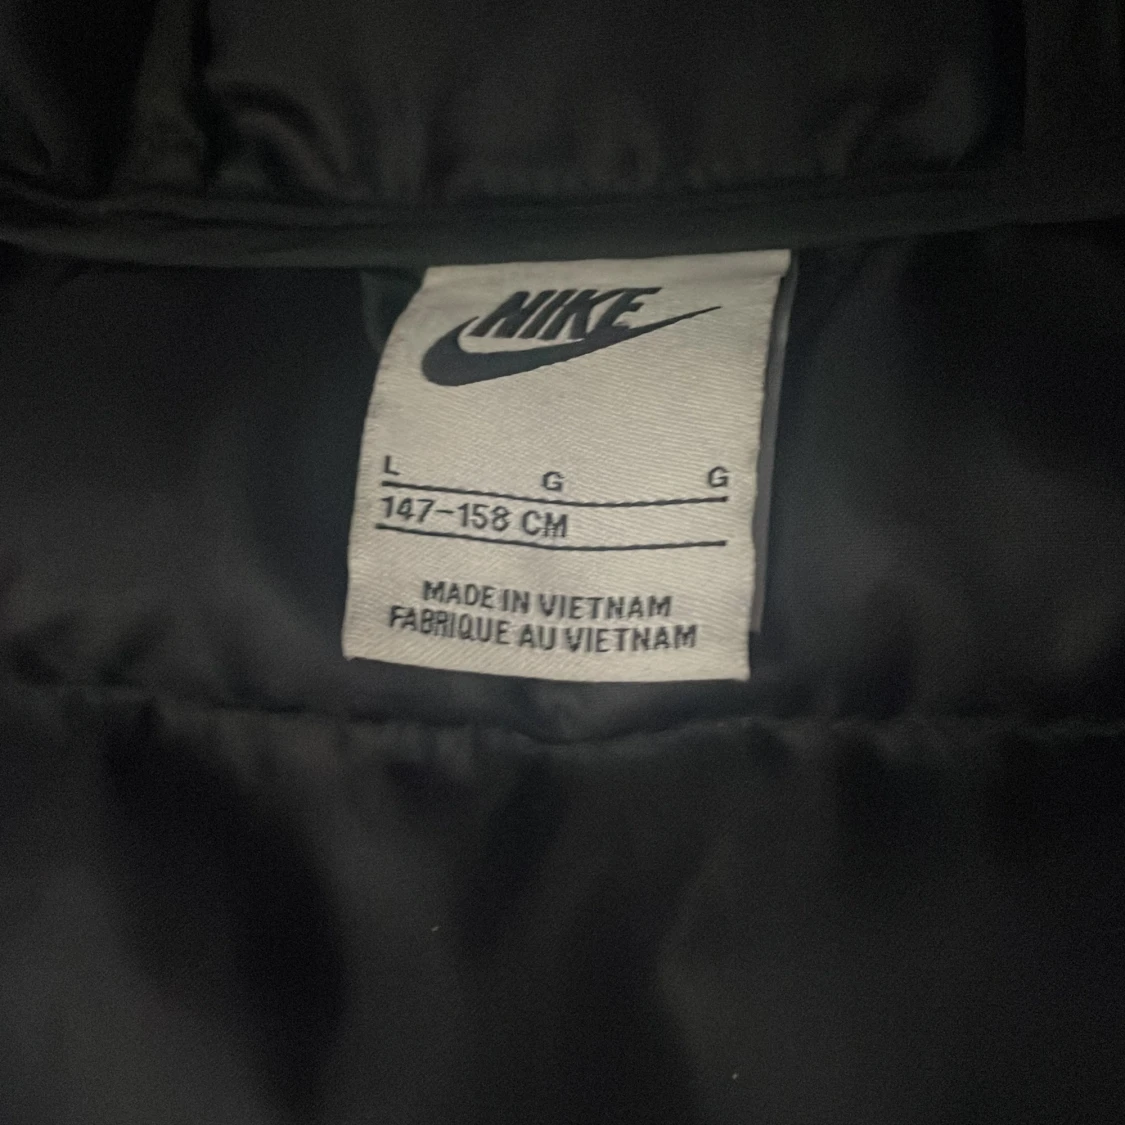 NIKE
L G G
147-158 CM
MADE IN VIETNAM
FABRIQUE AU VIETNAM